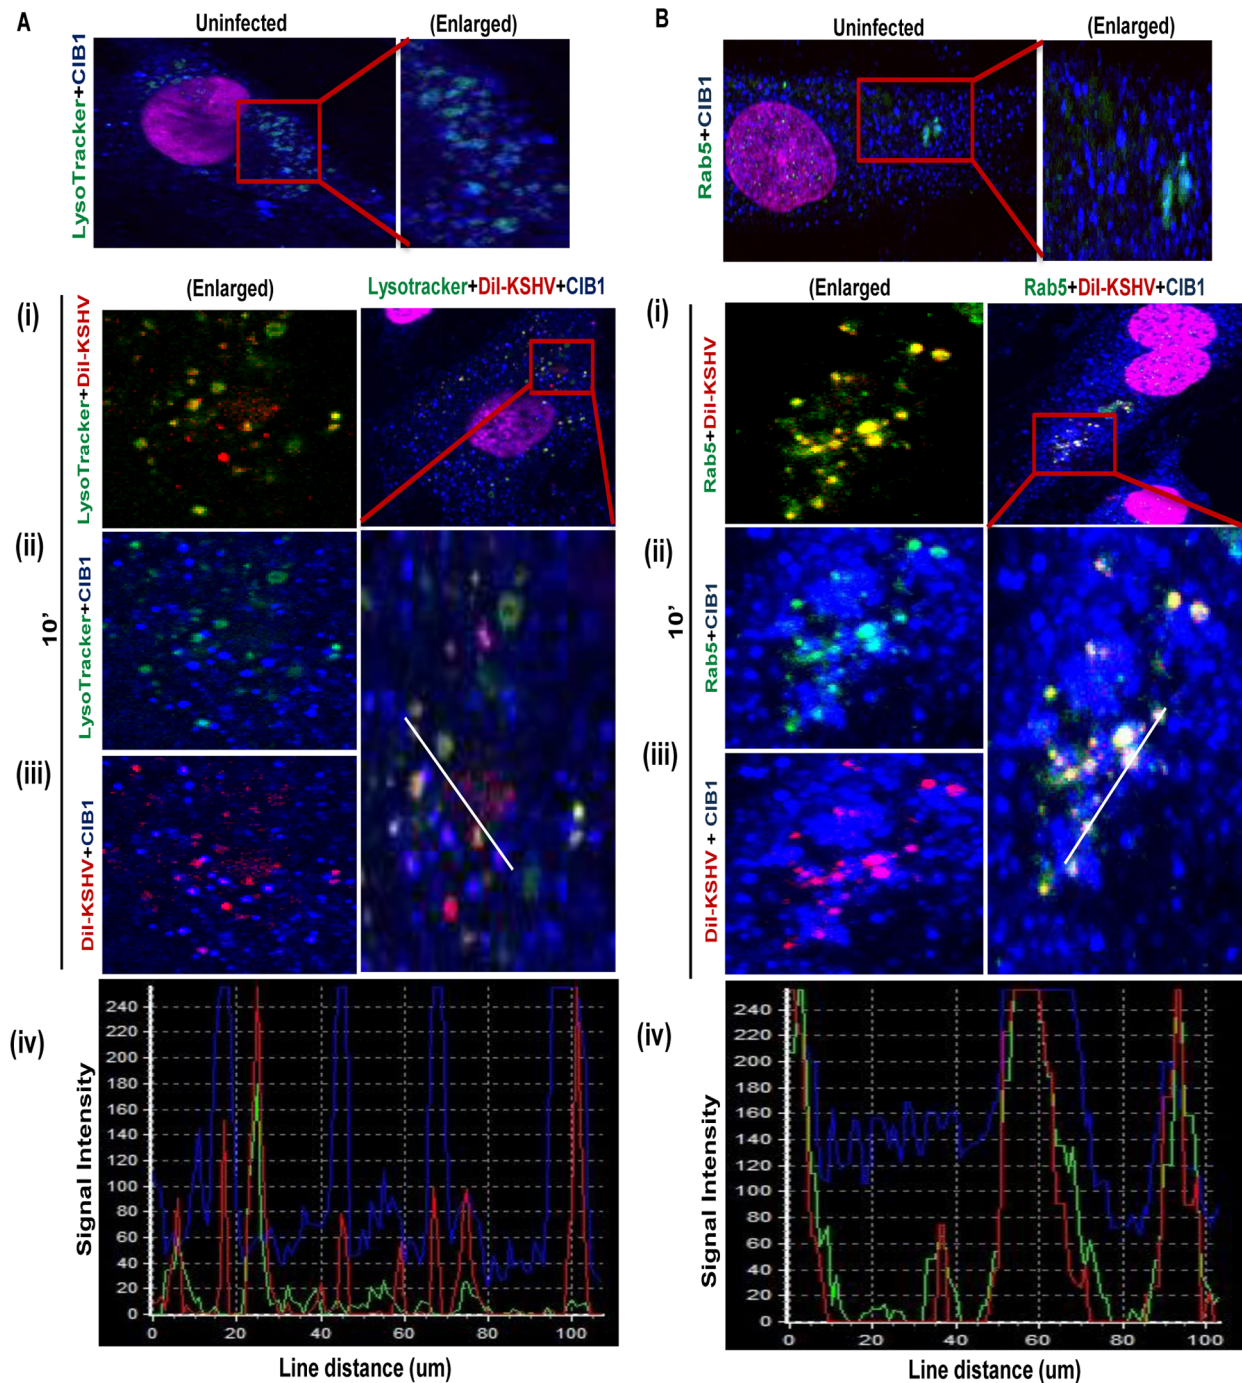 A
Uninfected
(Enlarged)
LysoTracker+CIB1
(i)
(Enlarged)
Lysotracker+DiI-KSHV+CIB1
LysoTracker+DiI-KSHV
(ii)
LysoTracker+CIB1
10'
(iii)
DiI-KSHV+CIB1
(iv)
Signal Intensity
240
220
200
180
160
140
120
100
80
60
40
20
0
0 20 40 60 80 100
Line distance (um)
B
Uninfected
(Enlarged)
Rab5+CIB1
(i)
(Enlarged)
Rab5+DiI-KSHV+CIB1
Rab5+DiI-KSHV
(ii)
Rab5+CIB1
10'
(iii)
DiI-KSHV + CIB1
(iv)
Signal Intensity
240
220
200
180
160
140
120
100
80
60
40
20
0
0 20 40 60 80 100
Line distance (um)